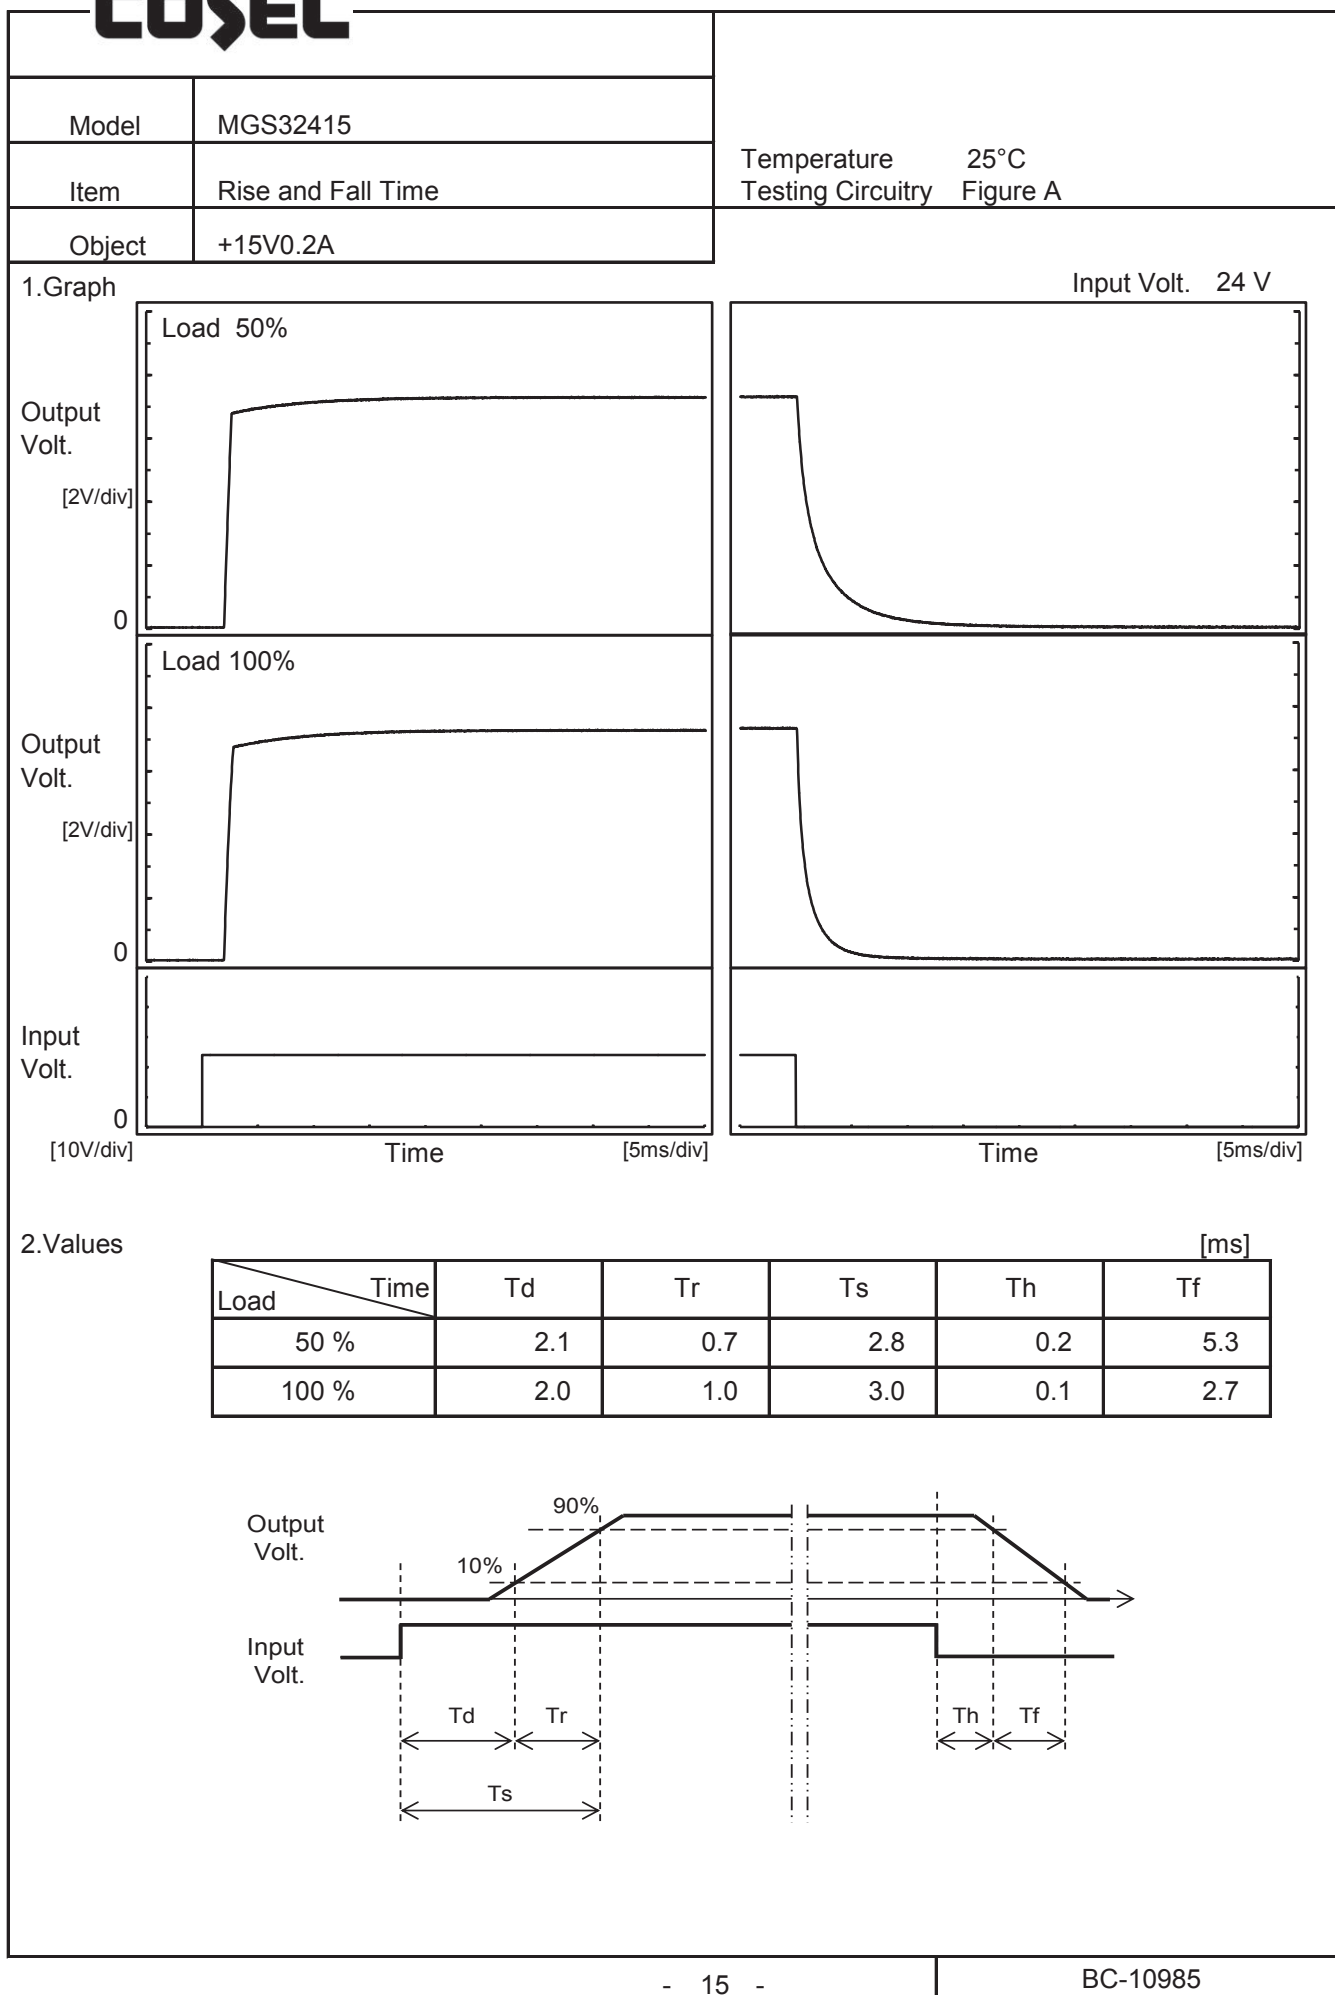 COSEL
Model MGS32415
Item Rise and Fall Time
Object +15V0.2A
Temperature 25°C
Testing Circuitry Figure A
1.Graph
Input Volt. 24 V
Load 50%
Output
Volt.
[2V/div]
0
Load 100%
Output
Volt.
[2V/div]
0
Input
Volt.
0
[10V/div] Time [5ms/div] Time [5ms/div]
2.Values [ms]
Time Td Tr Ts Th Tf
Load
50 % 2.1 0.7 2.8 0.2 5.3
100 % 2.0 1.0 3.0 0.1 2.7
90%
Output
Volt.
10%
Input
Volt.
Td Tr Th Tf
Ts
- 15 - BC-10985